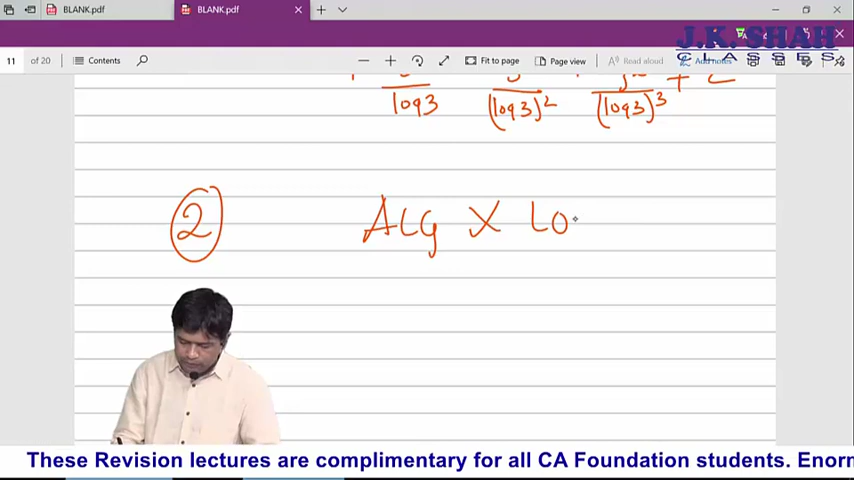 BLANK.pdf BLANK.pdf
11 of 20 Contents Fit to page Page view Read aloud Add notes
J.K. SHAH
CLASSES
log3 (log3)² (log3)³ +
2 ALG X LO
These Revision lectures are complimentary for all CA Foundation students. Enorm